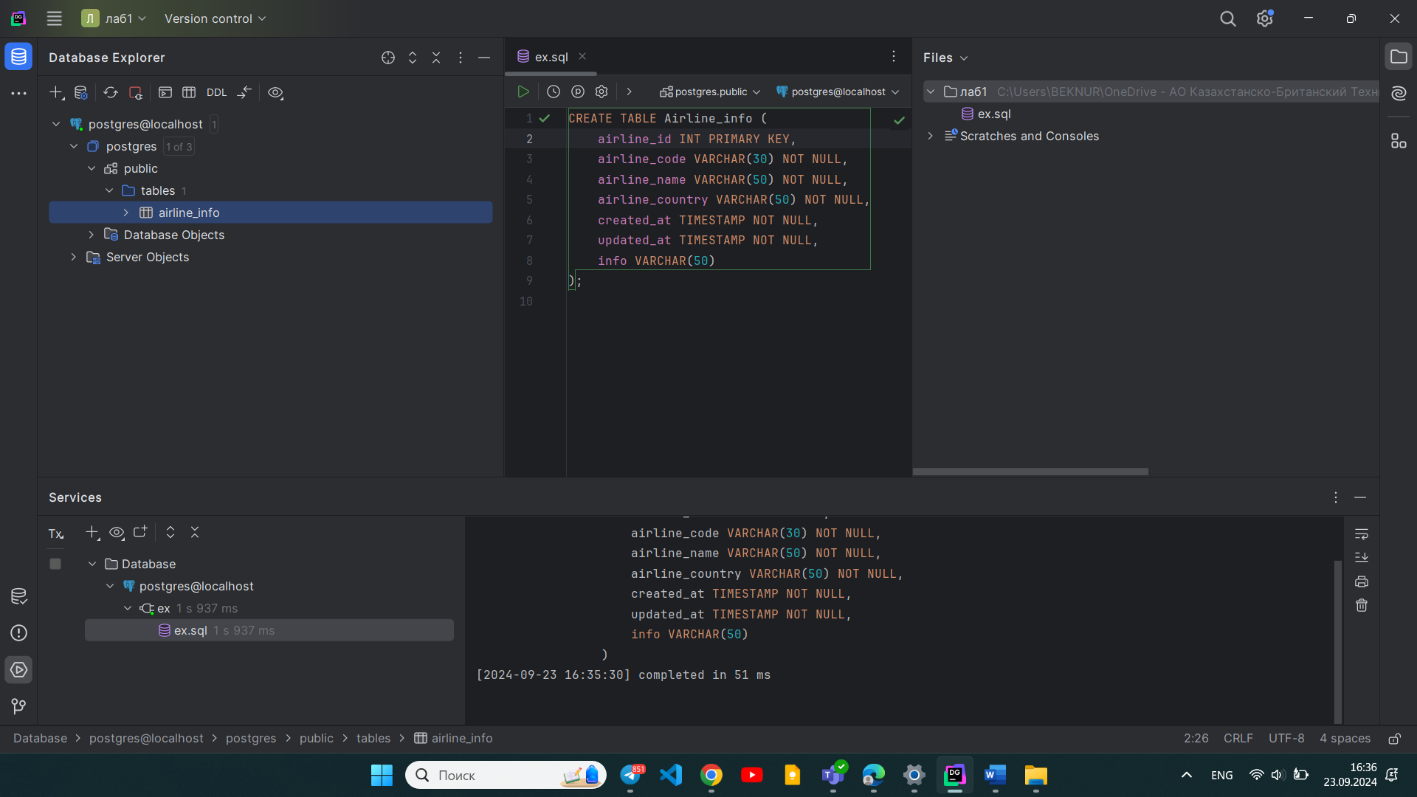 DG
Л лаб1
Version control
Database Explorer
DDL
postgres@localhost 1
postgres 1 of 3
public
tables 1
airline_info
Database Objects
Server Objects
ex.sql
postgres.public
postgres@localhost
1 CREATE TABLE Airline_info (
2 airline_id INT PRIMARY KEY,
3 airline_code VARCHAR(30) NOT NULL,
4 airline_name VARCHAR(50) NOT NULL,
5 airline_country VARCHAR(50) NOT NULL,
6 created_at TIMESTAMP NOT NULL,
7 updated_at TIMESTAMP NOT NULL,
8 info VARCHAR(50)
9 );
10
Files
лаб1 C:\Users\BEKNUR\OneDrive - АО Казахстанско-Британский Техн
ex.sql
Scratches and Consoles
Services
Tx
Database
postgres@localhost
ex 1 s 937 ms
ex.sql 1 s 937 ms
airline_code VARCHAR(30) NOT NULL,
airline_name VARCHAR(50) NOT NULL,
airline_country VARCHAR(50) NOT NULL,
created_at TIMESTAMP NOT NULL,
updated_at TIMESTAMP NOT NULL,
info VARCHAR(50)
)
[2024-09-23 16:35:30] completed in 51 ms
Database > postgres@localhost > postgres > public > tables > airline_info
2:26 CRLF UTF-8 4 spaces
Поиск
851
DG
ENG
16:36
23.09.2024